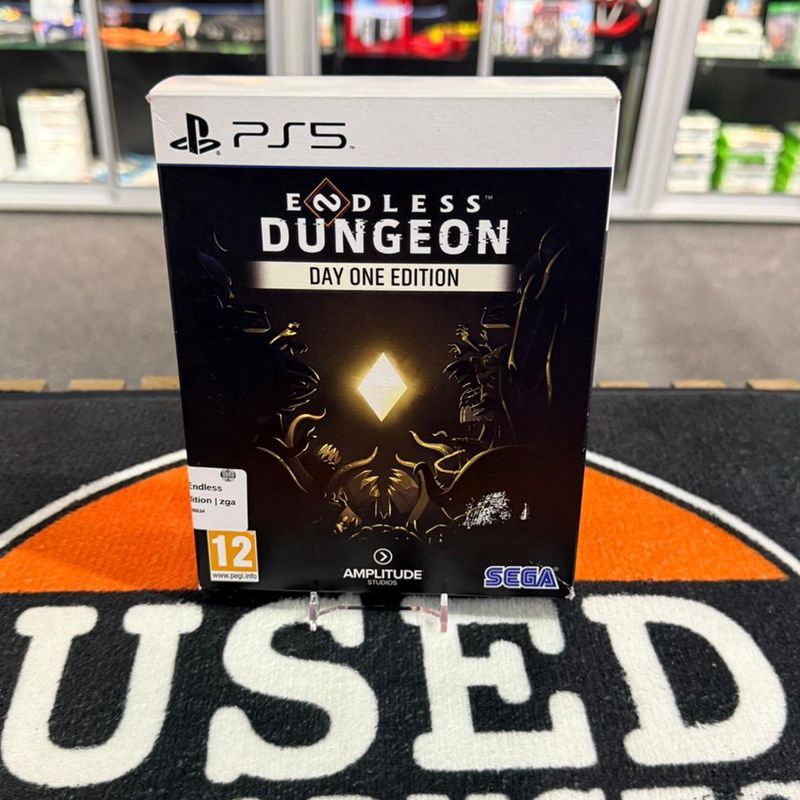 PS5
ENDLESS™
DUNGEON
DAY ONE EDITION
Endless
dition | zga
12
www.pegi.info
AMPLITUDE
STUDIOS
SEGA
USED